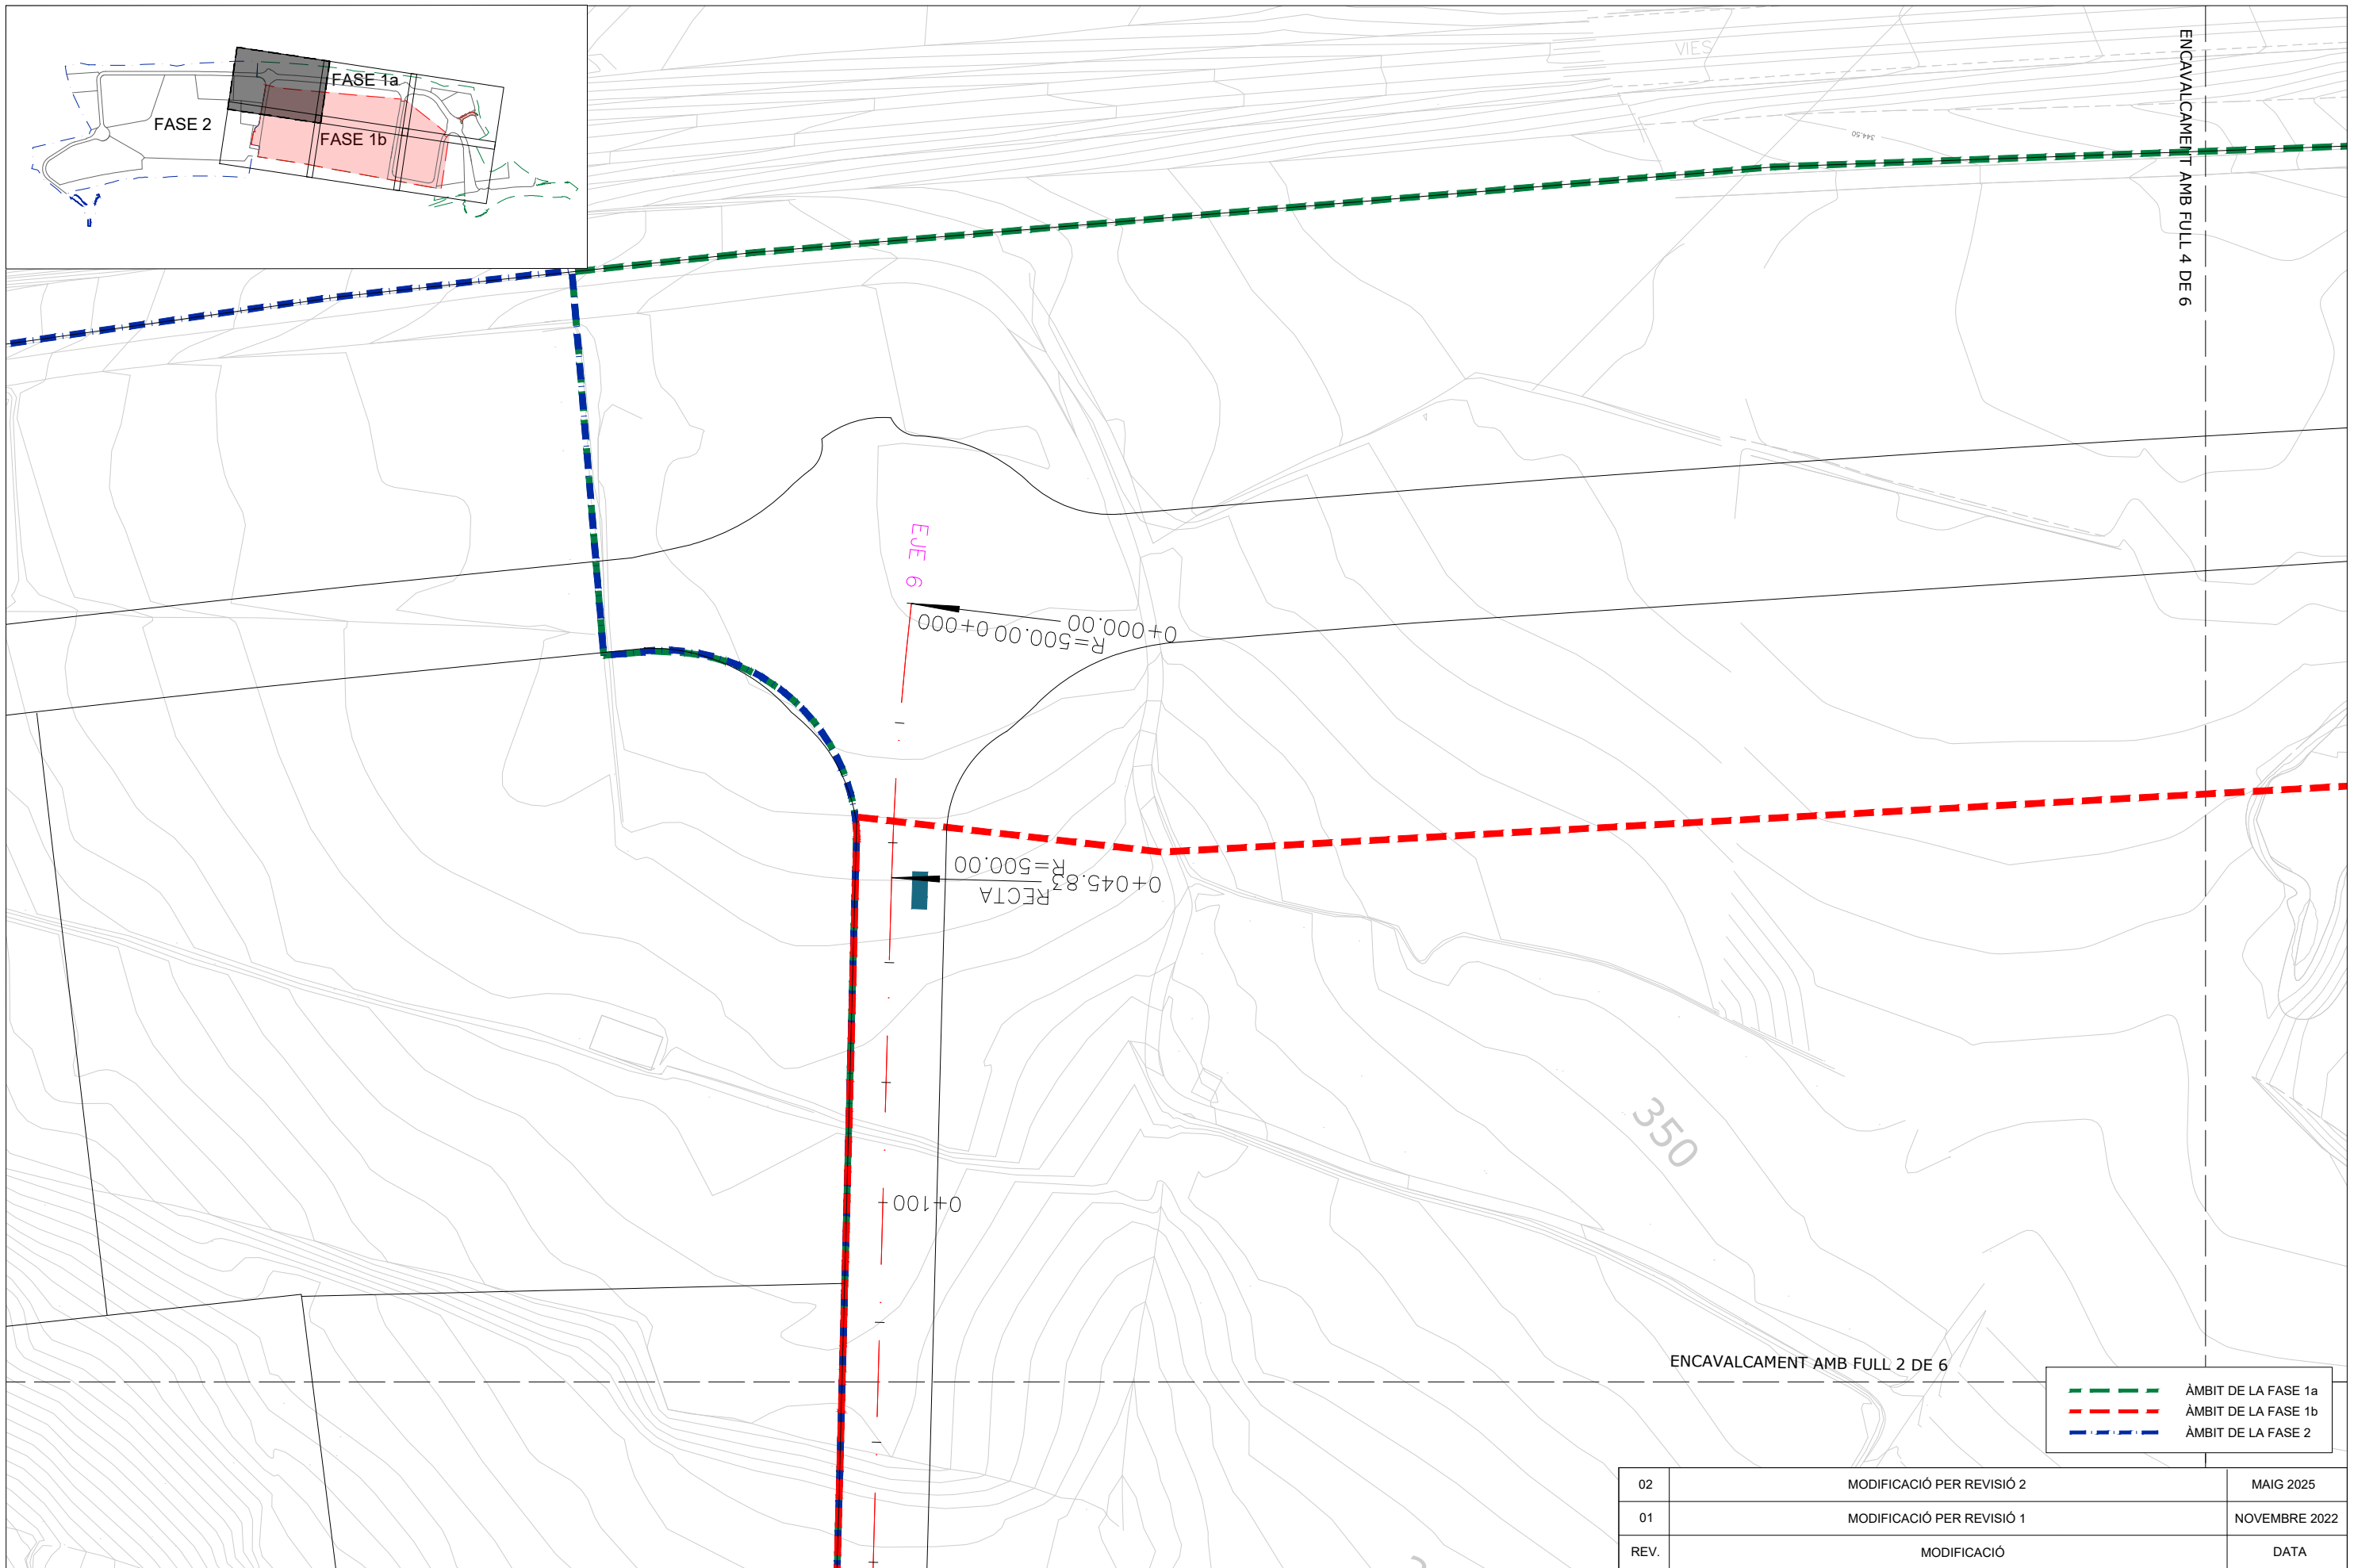 FASE 1a
FASE 2
FASE 1b
VIES
344.50
ENCAVALCAMENT AMB FULL 4 DE 6
EJE 6
0+000.00
R=500.00
0+000
R=500.00
0+045.83
RECTA
0+100
350
ENCAVALCAMENT AMB FULL 2 DE 6
ÀMBIT DE LA FASE 1a
ÀMBIT DE LA FASE 1b
ÀMBIT DE LA FASE 2
02 MODIFICACIÓ PER REVISIÓ 2 MAIG 2025
01 MODIFICACIÓ PER REVISIÓ 1 NOVEMBRE 2022
REV. MODIFICACIÓ DATA